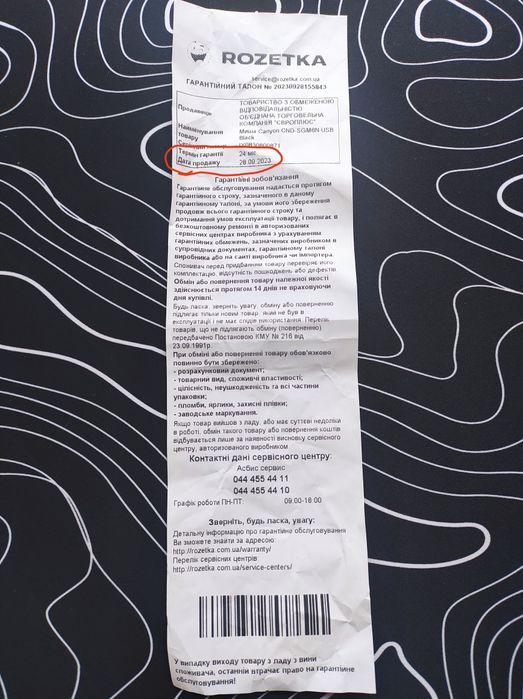 ROZETKA
service@rozetka.com.ua
ГАРАНТІЙНИЙ ТАЛОН № 20230928155843
Продавець
ТОВАРИСТВО З ОБМЕЖЕНОЮ
ВІДПОВІДАЛЬНІСТЮ
ОБ'ЄДНАНА ТОРГОВЕЛЬНА
КОМПАНІЯ "ЄВРОПЛЮС"
Найменування товару
Миша Canyon CND-SGM6N USB
Black
Термін гарантії 24 міс.
Дата продажу 28.09.2023
Гарантійні зобов'язання
Гарантійне обслуговування надається протягом
гарантійного строку, зазначеного в даному
гарантійному талоні, за умови його збереження
продовж всього гарантійного строку та
дотримання умов експлуатації товару, і полягає в
безкоштовному ремонті в авторизованих
сервісних центрах виробника з урахуванням
гарантійних обмежень, зазначених виробником в
супровідних документах, гарантійному талоні
виробника або на сайті виробника чи імпортера.
Споживач перед придбанням товару перевіряє його
комплектацію, відсутність пошкоджень або дефектів.
Обмін або повернення товару належної якості
здійснюється протягом 14 днів не враховуючи
дня купівлі.
Будь ласка, зверніть увагу, обміну або поверненню
підлягає тільки новий товар, який не був в
експлуатації і не має слідів використання. Перелік
товарів, що не підлягають обміну (поверненню)
передбачено Постановою КМУ № 216 від
23.09.1991р.
При обміні або поверненні товару обов'язково
повинно бути збережено:
- розрахунковий документ;
- товарний вид, споживчі властивості;
- цілісність, неушкодженість та всі частини
упаковки;
- пломби, ярлики, захисні плівки;
- заводське маркування.
Якщо товар вийшов з ладу, або має суттєві недоліки
в роботі, обмін такого товару або повернення коштів
відбувається лише за наявності висновку сервісного
центру, авторизованого виробником
Контактні дані сервісного центру:
Асбис сервис
044 455 44 11
044 455 44 10
Графік роботи ПН-ПТ: 09:00-18:00
Зверніть, будь ласка, увагу:
Детальну інформацію про гарантійне обслуговування
Ви зможете знайти за адресою
http://rozetka.com.ua/warranty/
Перелік сервісних центрів
http://rozetka.com.ua/service-centers/
У випадку виходу товару з ладу з вини
споживача, останній втрачає право на гарантійне
обслуговування!